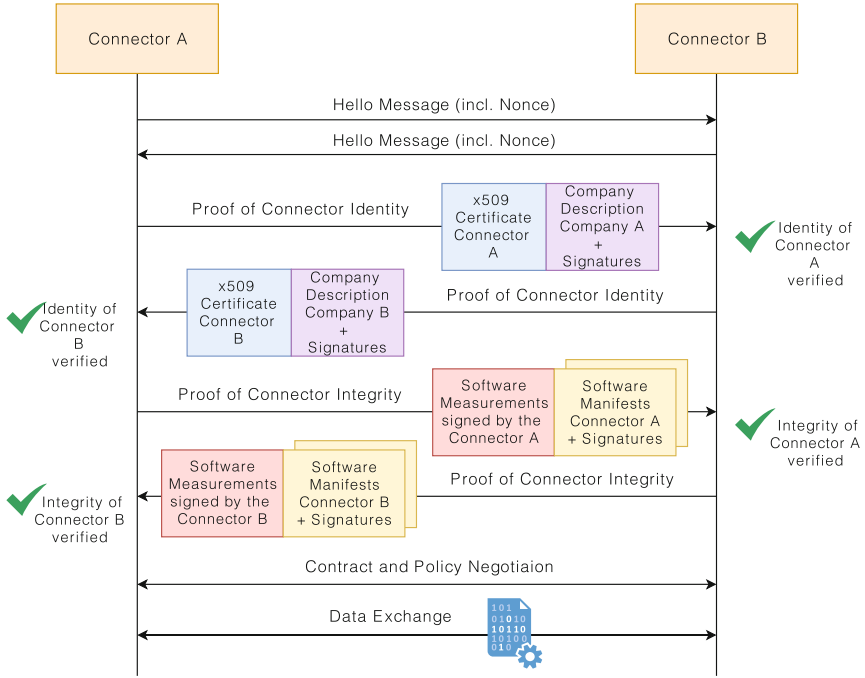 Connector A
Connector B
Hello Message (incl. Nonce)
Hello Message (incl. Nonce)
Proof of Connector Identity
x509
Certificate
Connector
A
Company
Description
Company A
+
Signatures
Identity of
Connector
A
verified
Identity of
Connector
B
verified
x509
Certificate
Connector
B
Company
Description
Company B
+
Signatures
Proof of Connector Identity
Proof of Connector Integrity
Software
Measurements
signed by the
Connector A
Software
Manifests
Connector A
+ Signatures
Integrity of
Connector A
verified
Integrity of
Connector B
verified
Software
Measurements
signed by the
Connector B
Software
Manifests
Connector B
+ Signatures
Proof of Connector Integrity
Contract and Policy Negotiaion
Data Exchange
101
01010
10110
10100
010